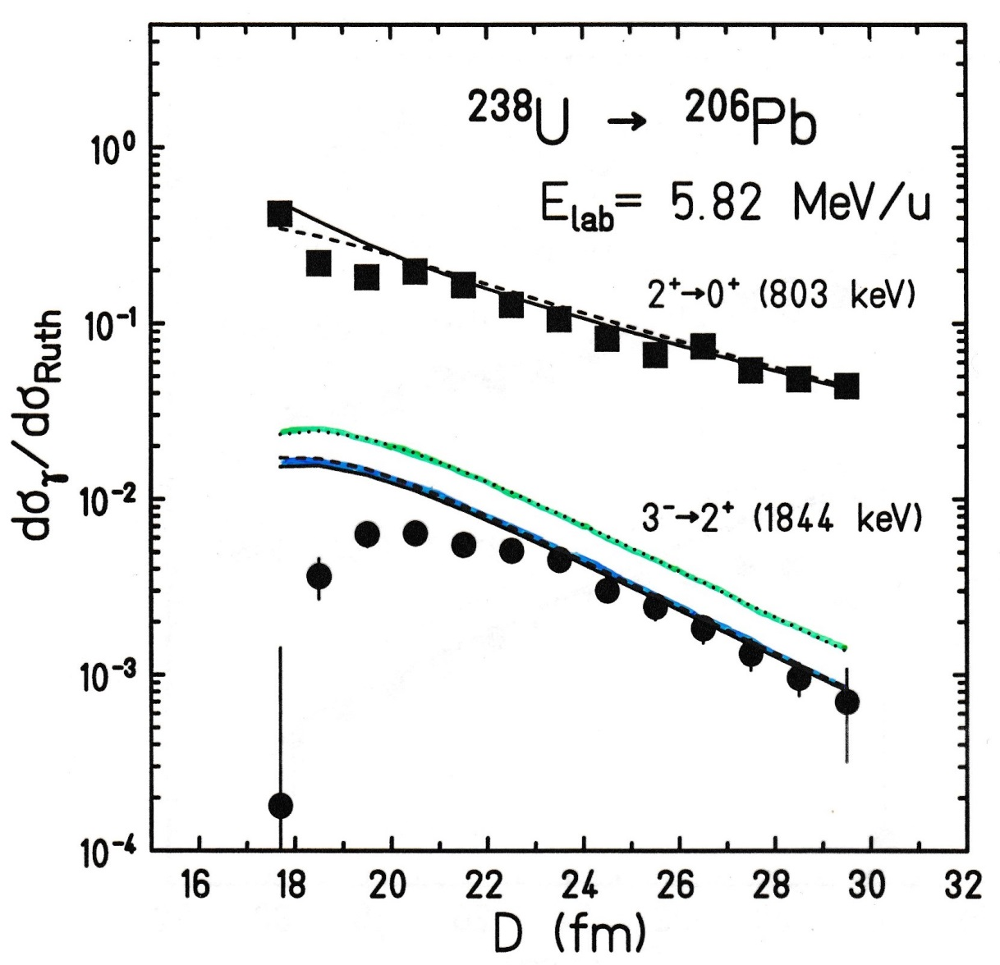 ²³⁸U → ²⁰⁶Pb
E_lab= 5.82 MeV/u
2⁺→0⁺ (803 keV)
3⁻→2⁺ (1844 keV)
dσ_γ/dσ_Ruth
10⁰
10⁻¹
10⁻²
10⁻³
10⁻⁴
16 18 20 22 24 26 28 30 32
D (fm)